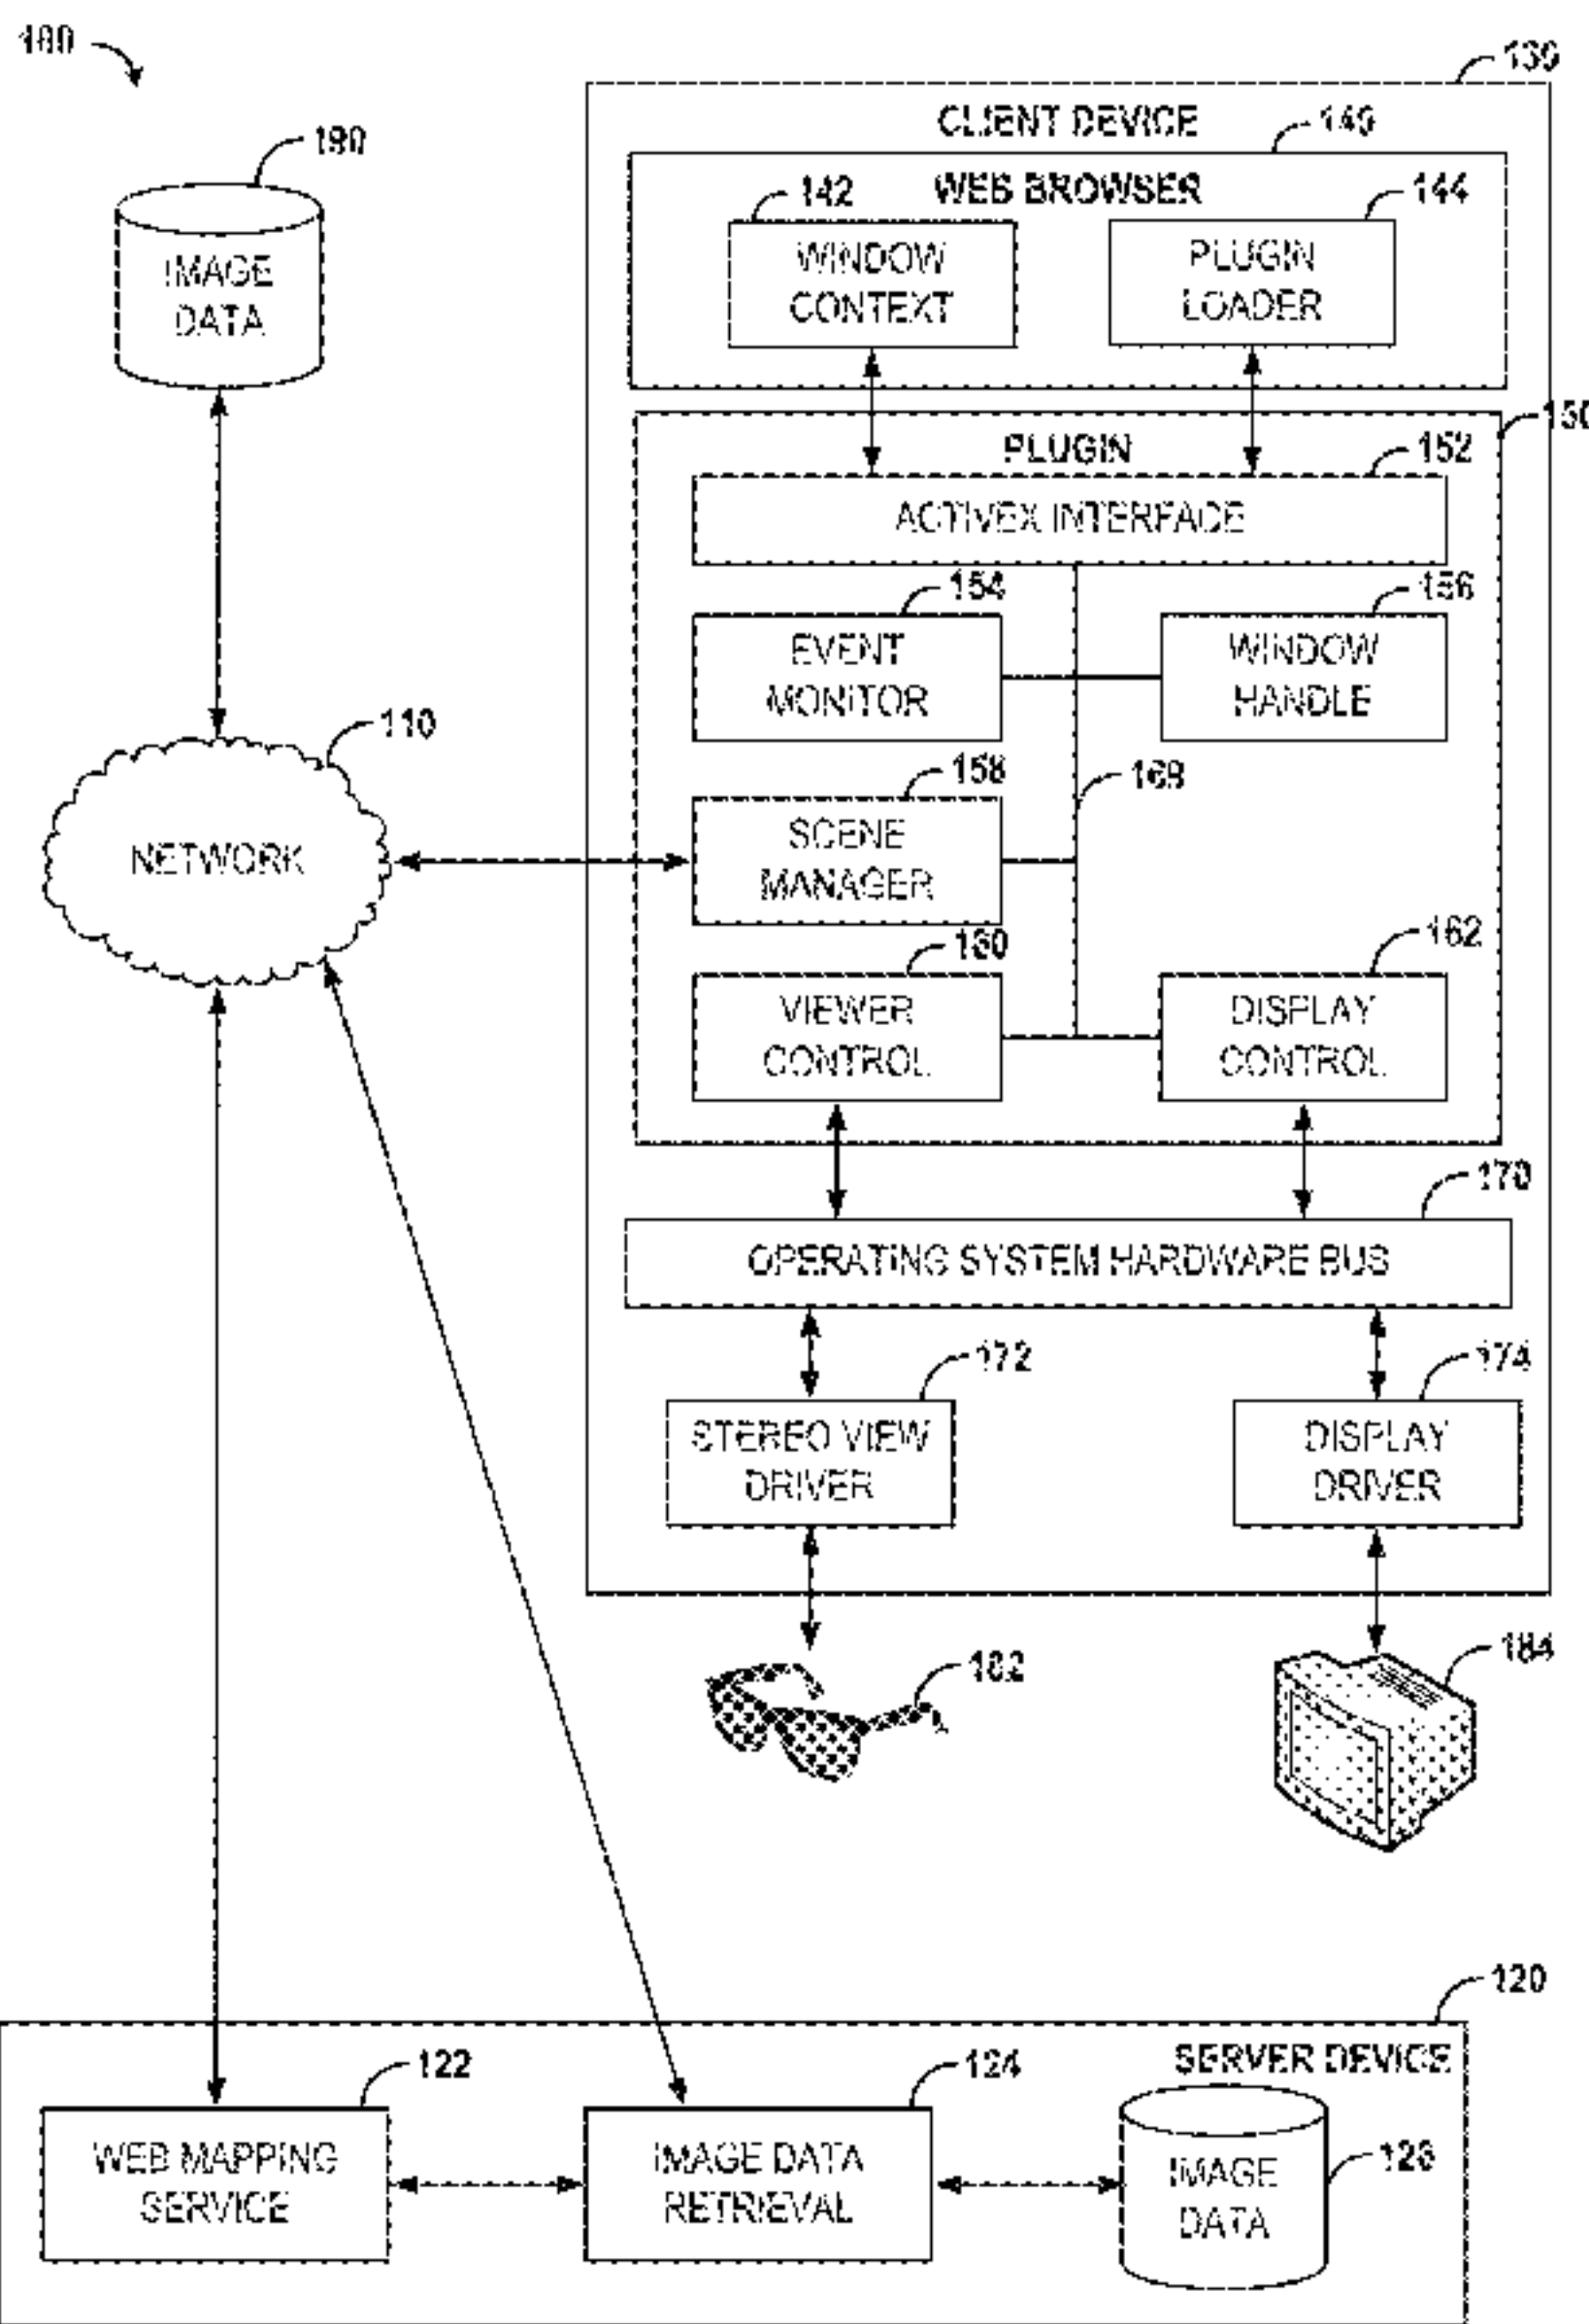 100
130
CLIENT DEVICE
140
190
WEB BROWSER
142
144
WINDOW
CONTEXT
PLUGIN
LOADER
IMAGE
DATA
150
PLUGIN
152
ACTIVEX INTERFACE
154
156
EVENT
MONITOR
WINDOW
HANDLE
110
158
168
SCENE
MANAGER
NETWORK
160
162
VIEWER
CONTROL
DISPLAY
CONTROL
170
OPERATING SYSTEM HARDWARE BUS
172
174
STEREO VIEW
DRIVER
DISPLAY
DRIVER
182
184
120
SERVER DEVICE
122
124
WEB MAPPING
SERVICE
IMAGE DATA
RETRIEVAL
IMAGE
DATA